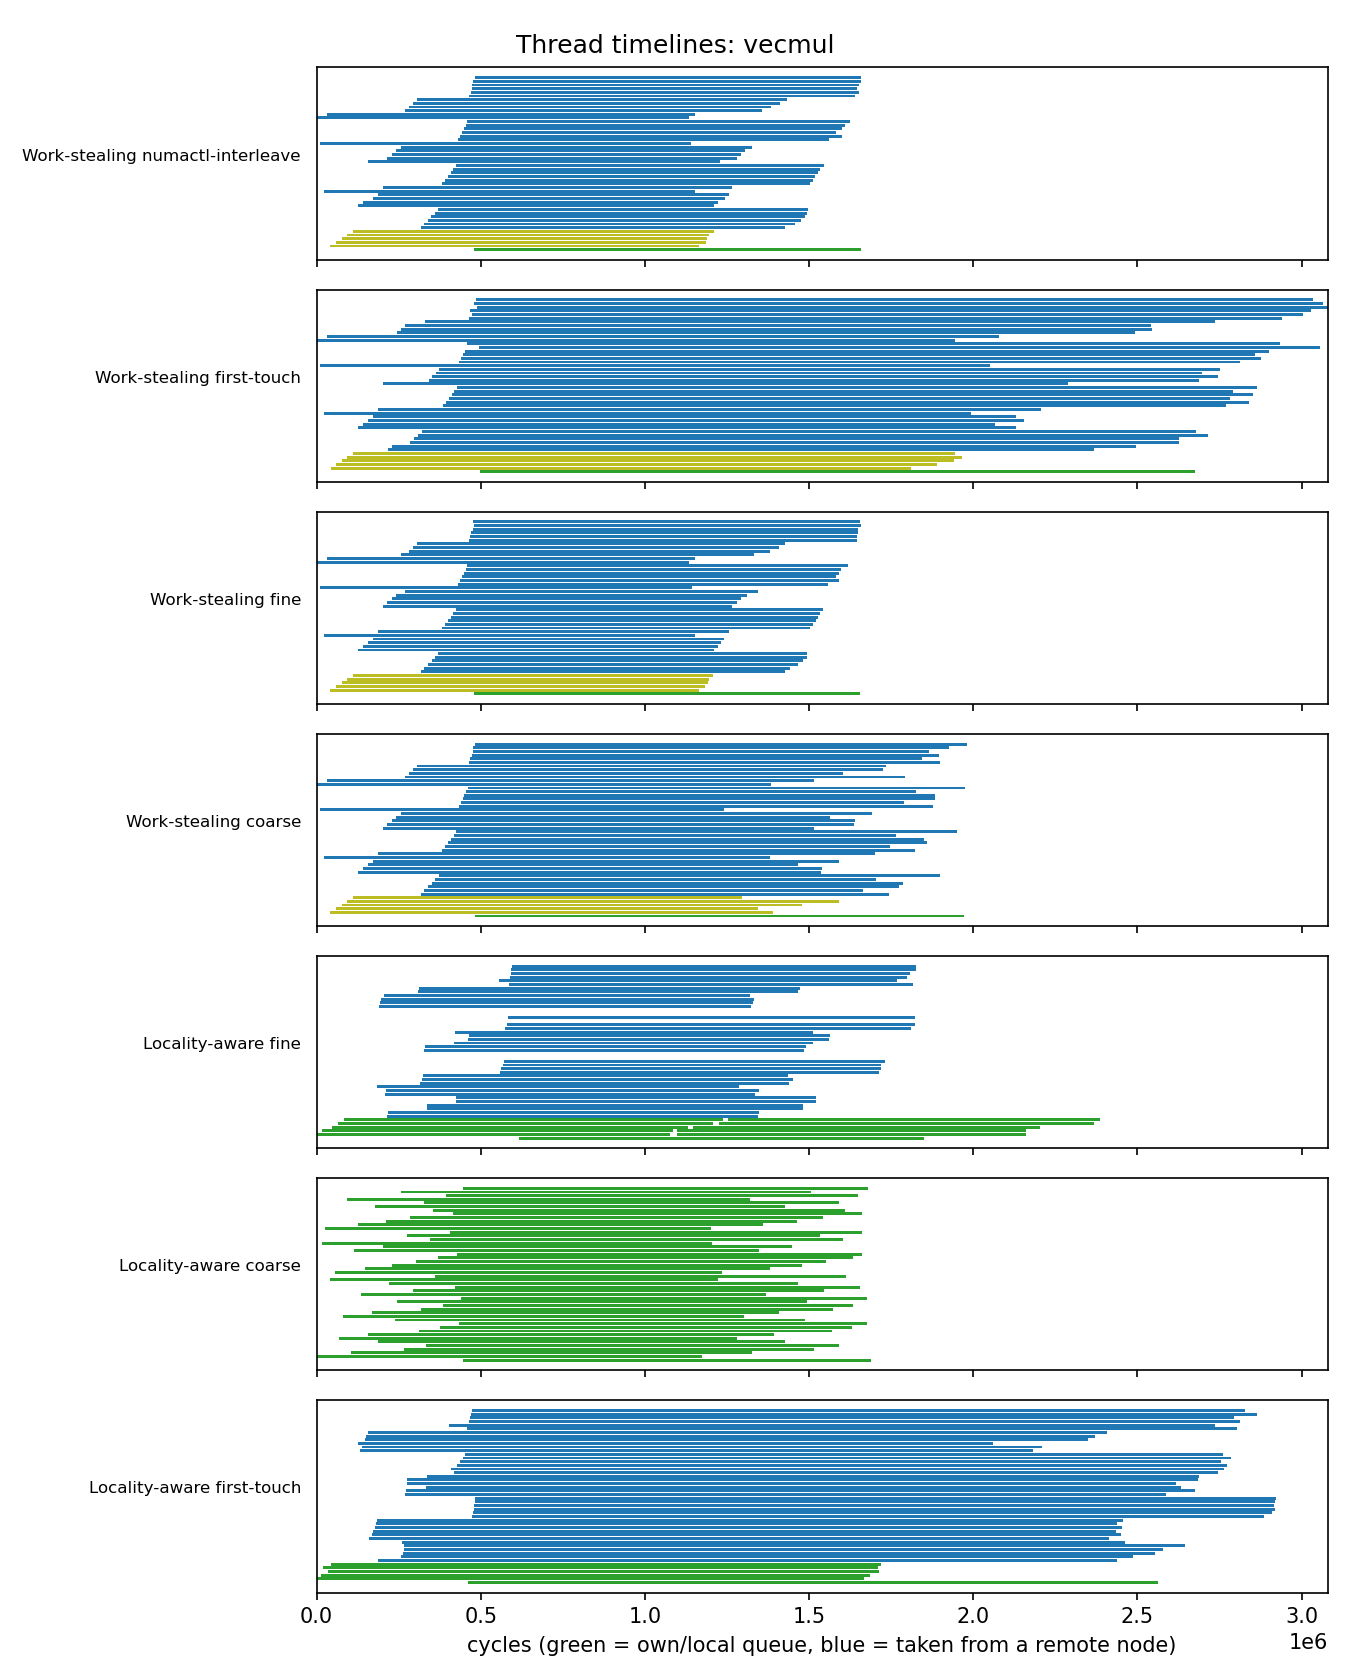 Thread timelines: vecmul
Work-stealing numactl-interleave
Work-stealing first-touch
Work-stealing fine
Work-stealing coarse
Locality-aware fine
Locality-aware coarse
Locality-aware first-touch
0.0 0.5 1.0 1.5 2.0 2.5 3.0
cycles (green = own/local queue, blue = taken from a remote node)
1e6